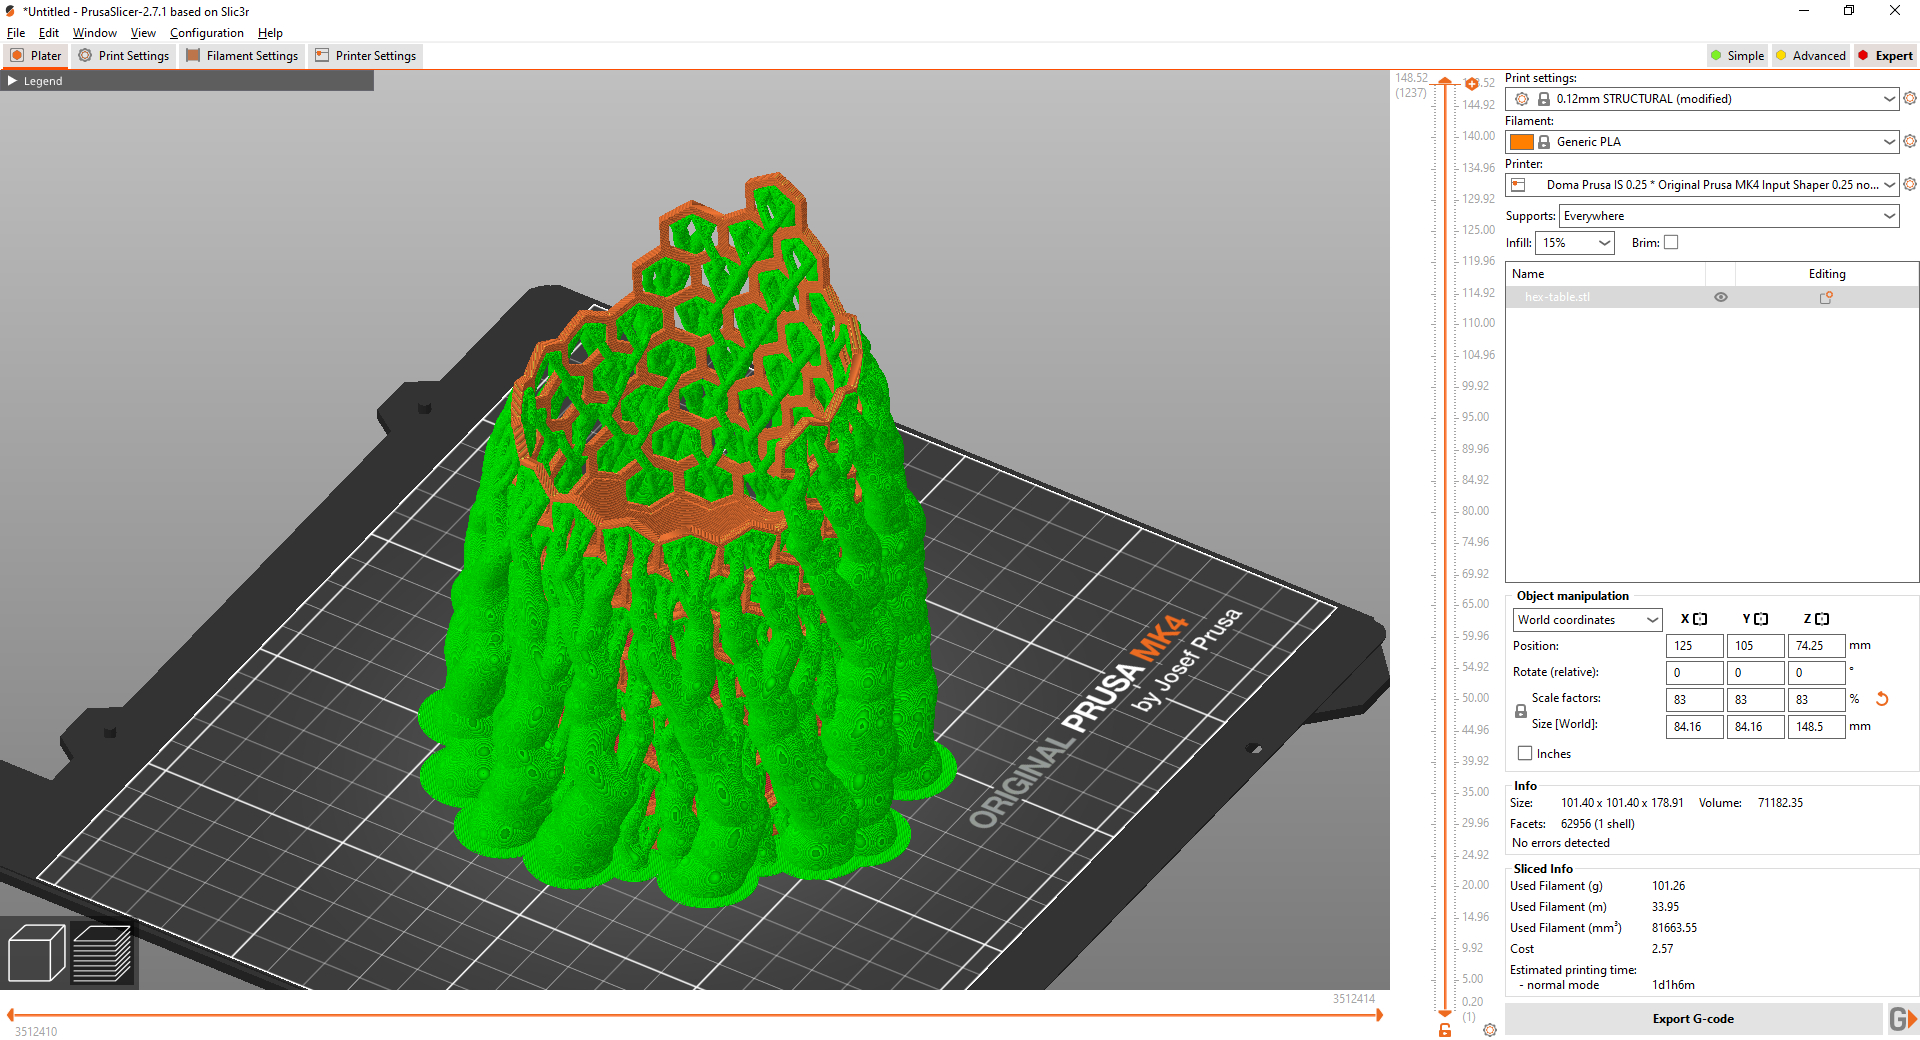 *Untitled - PrusaSlicer-2.7.1 based on Slic3r
File Edit Window View Configuration Help
Plater Print Settings Filament Settings Printer Settings
Simple Advanced Expert
Legend
148.52
(1237)
144.92
140.00
134.96
129.92
125.00
119.96
114.92
110.00
104.96
99.92
95.00
89.96
84.92
80.00
74.96
69.92
65.00
59.96
54.92
50.00
44.96
39.92
35.00
29.96
24.92
20.00
14.96
9.92
5.00
0.20
(1)
ORIGINAL PRUSA MK4
by Josef Prusa
3512414
3512410
Print settings:
0.12mm STRUCTURAL (modified)
Filament:
Generic PLA
Printer:
Doma Prusa IS 0.25 * Original Prusa MK4 Input Shaper 0.25 no...
Supports: Everywhere
Infill: 15% Brim:
Name Editing
hex-table.stl
Object manipulation
World coordinates X Y Z
Position: 125 105 74.25 mm
Rotate (relative): 0 0 0 °
Scale factors: 83 83 83 %
Size [World]: 84.16 84.16 148.5 mm
Inches
Info
Size: 101.40 x 101.40 x 178.91 Volume: 71182.35
Facets: 62956 (1 shell)
No errors detected
Sliced Info
Used Filament (g) 101.26
Used Filament (m) 33.95
Used Filament (mm³) 81663.55
Cost 2.57
Estimated printing time:
- normal mode 1d1h6m
Export G-code
G